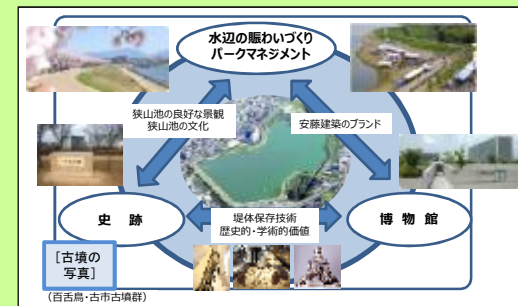 水辺の賑わいづくり
パークマネジメント
狭山池の良好な景観
狭山池の文化
安藤建築のブランド
史 跡
堤体保存技術
歴史的・学術的価値
博 物 館
[古墳の
写真]
(百舌鳥・古市古墳群)